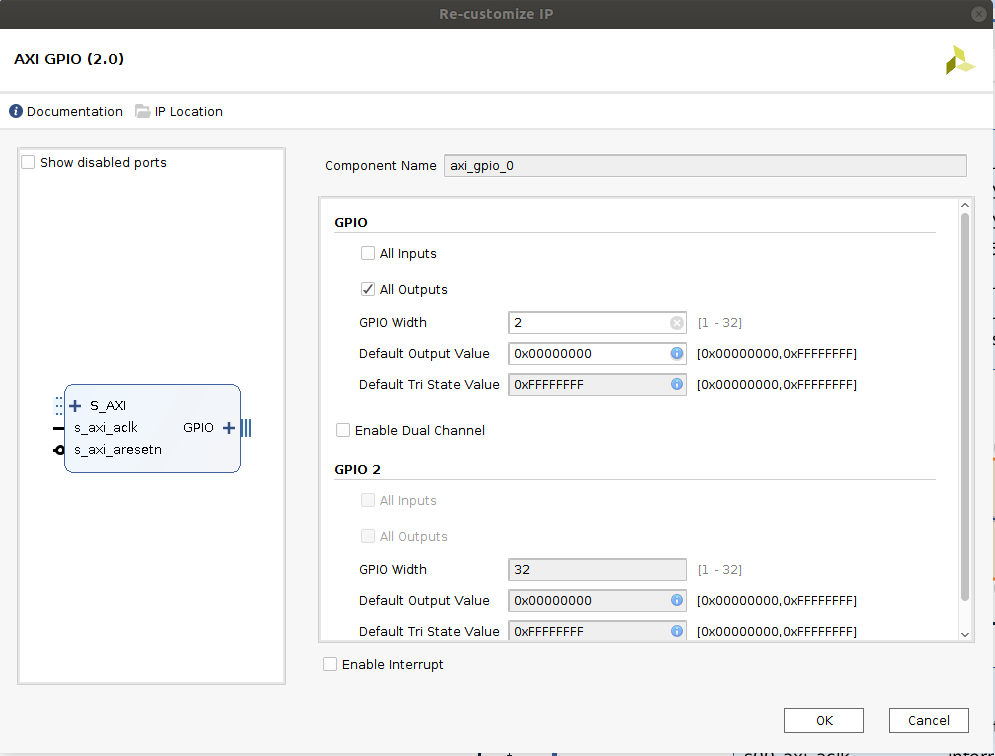 Re-customize IP
AXI GPIO (2.0)
Documentation IP Location
Show disabled ports
Component Name axi_gpio_0
GPIO
All Inputs
All Outputs
GPIO Width 2 [1 - 32]
Default Output Value 0x00000000 [0x00000000,0xFFFFFFFF]
Default Tri State Value 0xFFFFFFFF [0x00000000,0xFFFFFFFF]
S_AXI
s_axi_aclk GPIO
s_axi_aresetn
Enable Dual Channel
GPIO 2
All Inputs
All Outputs
GPIO Width 32 [1 - 32]
Default Output Value 0x00000000 [0x00000000,0xFFFFFFFF]
Default Tri State Value 0xFFFFFFFF [0x00000000,0xFFFFFFFF]
Enable Interrupt
OK Cancel